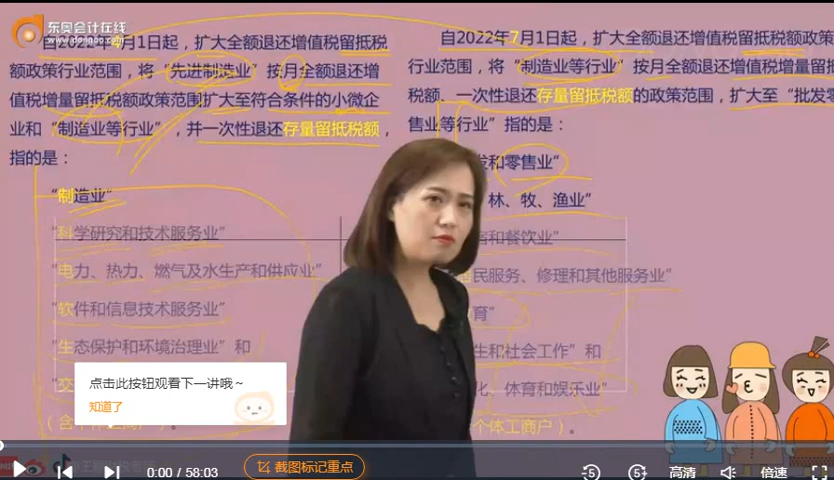 东奥会计在线
www.dongao.com
自2022年4月1日起，扩大全额退还增值税留抵税
额政策行业范围，将“先进制造业”按月全额退还增
值税增量留抵税额政策范围扩大至符合条件的小微企
业和“制造业等行业”，并一次性退还存量留抵税额，
指的是：
“制造业”
“科学研究和技术服务业”
“电力、热力、燃气及水生产和供应业”
“软件和信息技术服务业”
“生态保护和环境治理业”和
“交
自2022年7月1日起，扩大全额退还增值税留抵税额政策
行业范围，将“制造业等行业”按月全额退还增值税增量留抵
税额、一次性退还存量留抵税额的政策范围，扩大至“批发零
售业等行业”指的是：
发和零售业”
林、牧、渔业”
宿和餐饮业”
居民服务、修理和其他服务业”
育”
生和社会工作”和
化、体育和娱乐业”
个体工商户）。
点击此按钮观看下一讲哦～
知道了
0:00 / 58:03
截图标记重点
5
5
高清
倍速